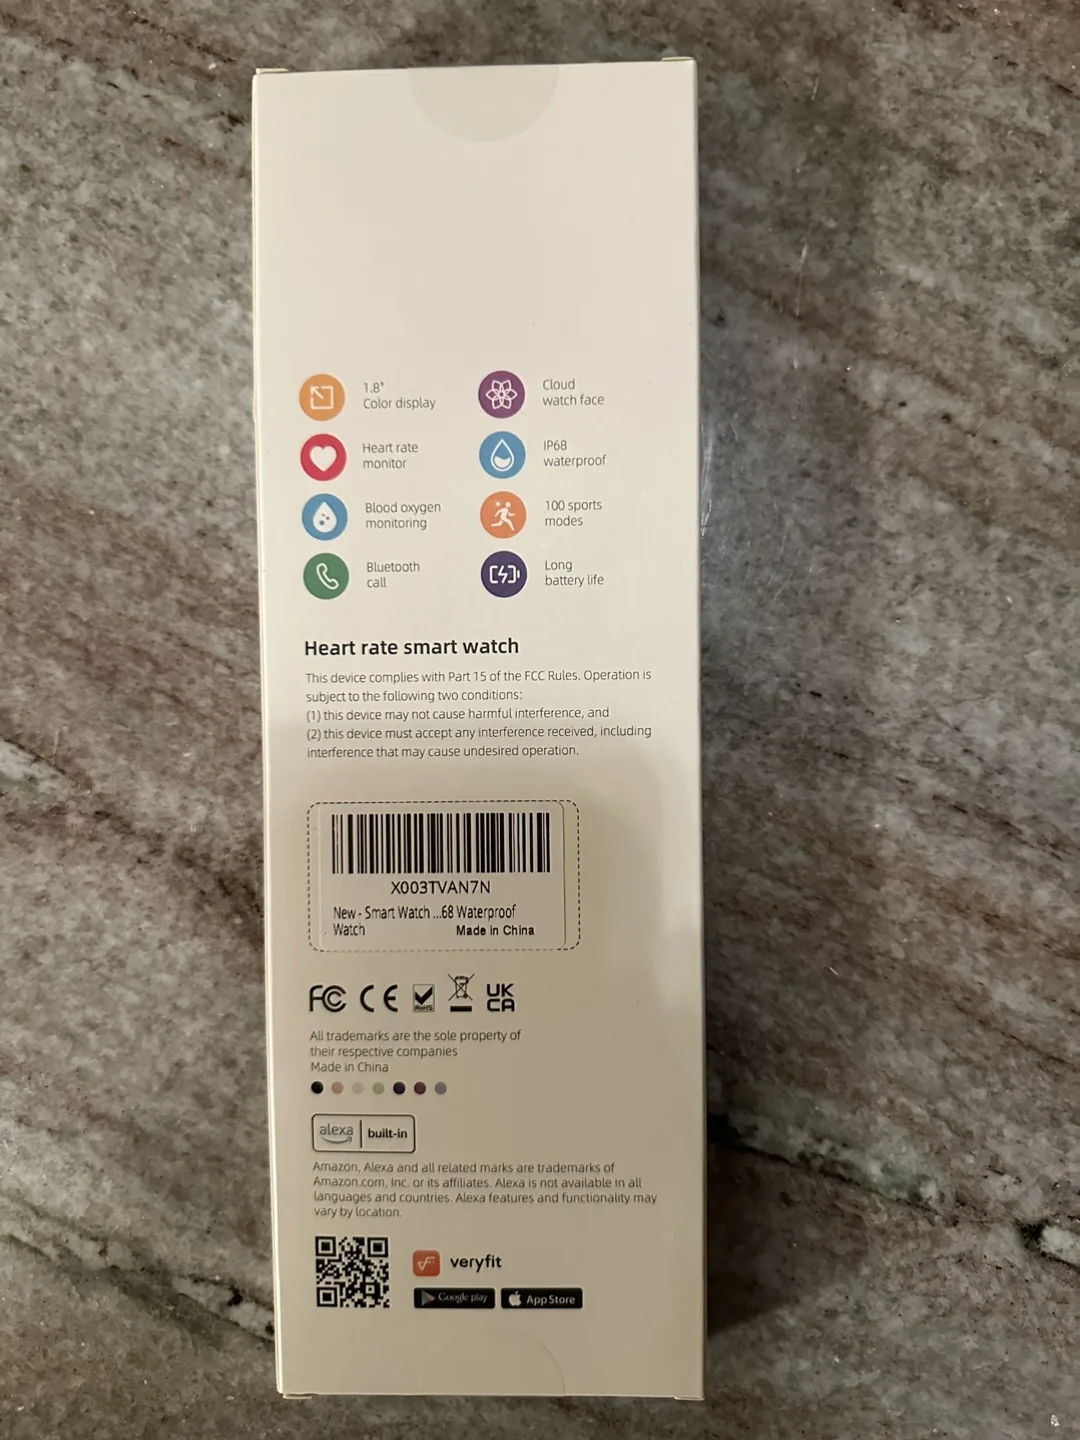 1.8"
Color display
Cloud
watch face
Heart rate
monitor
IP68
waterproof
Blood oxygen
monitoring
100 sports
modes
Bluetooth
call
Long
battery life
Heart rate smart watch
This device complies with Part 15 of the FCC Rules. Operation is
subject to the following two conditions:
(1) this device may not cause harmful interference, and
(2) this device must accept any interference received, including
interference that may cause undesired operation.
X003TVAN7N
New - Smart Watch ...68 Waterproof
Watch
Made in China
FC CE RoHS UK
CA
All trademarks are the sole property of
their respective companies
Made in China
alexa built-in
Amazon, Alexa and all related marks are trademarks of
Amazon.com, Inc. or its affiliates. Alexa is not available in all
languages and countries. Alexa features and functionality may
vary by location.
veryfit
Google play App Store